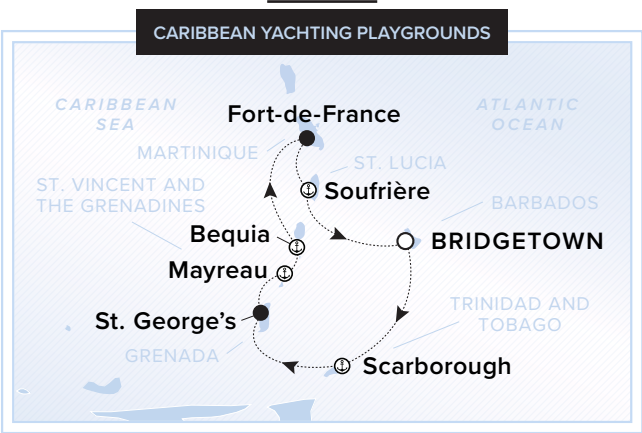 CARIBBEAN YACHTING PLAYGROUNDS
CARIBBEAN
SEA
ATLANTIC
OCEAN
Fort-de-France
MARTINIQUE
ST. LUCIA
Soufrière
ST. VINCENT AND
THE GRENADINES
BARBADOS
Bequia
BRIDGETOWN
Mayreau
St. George's
TRINIDAD AND
TOBAGO
GRENADA
Scarborough